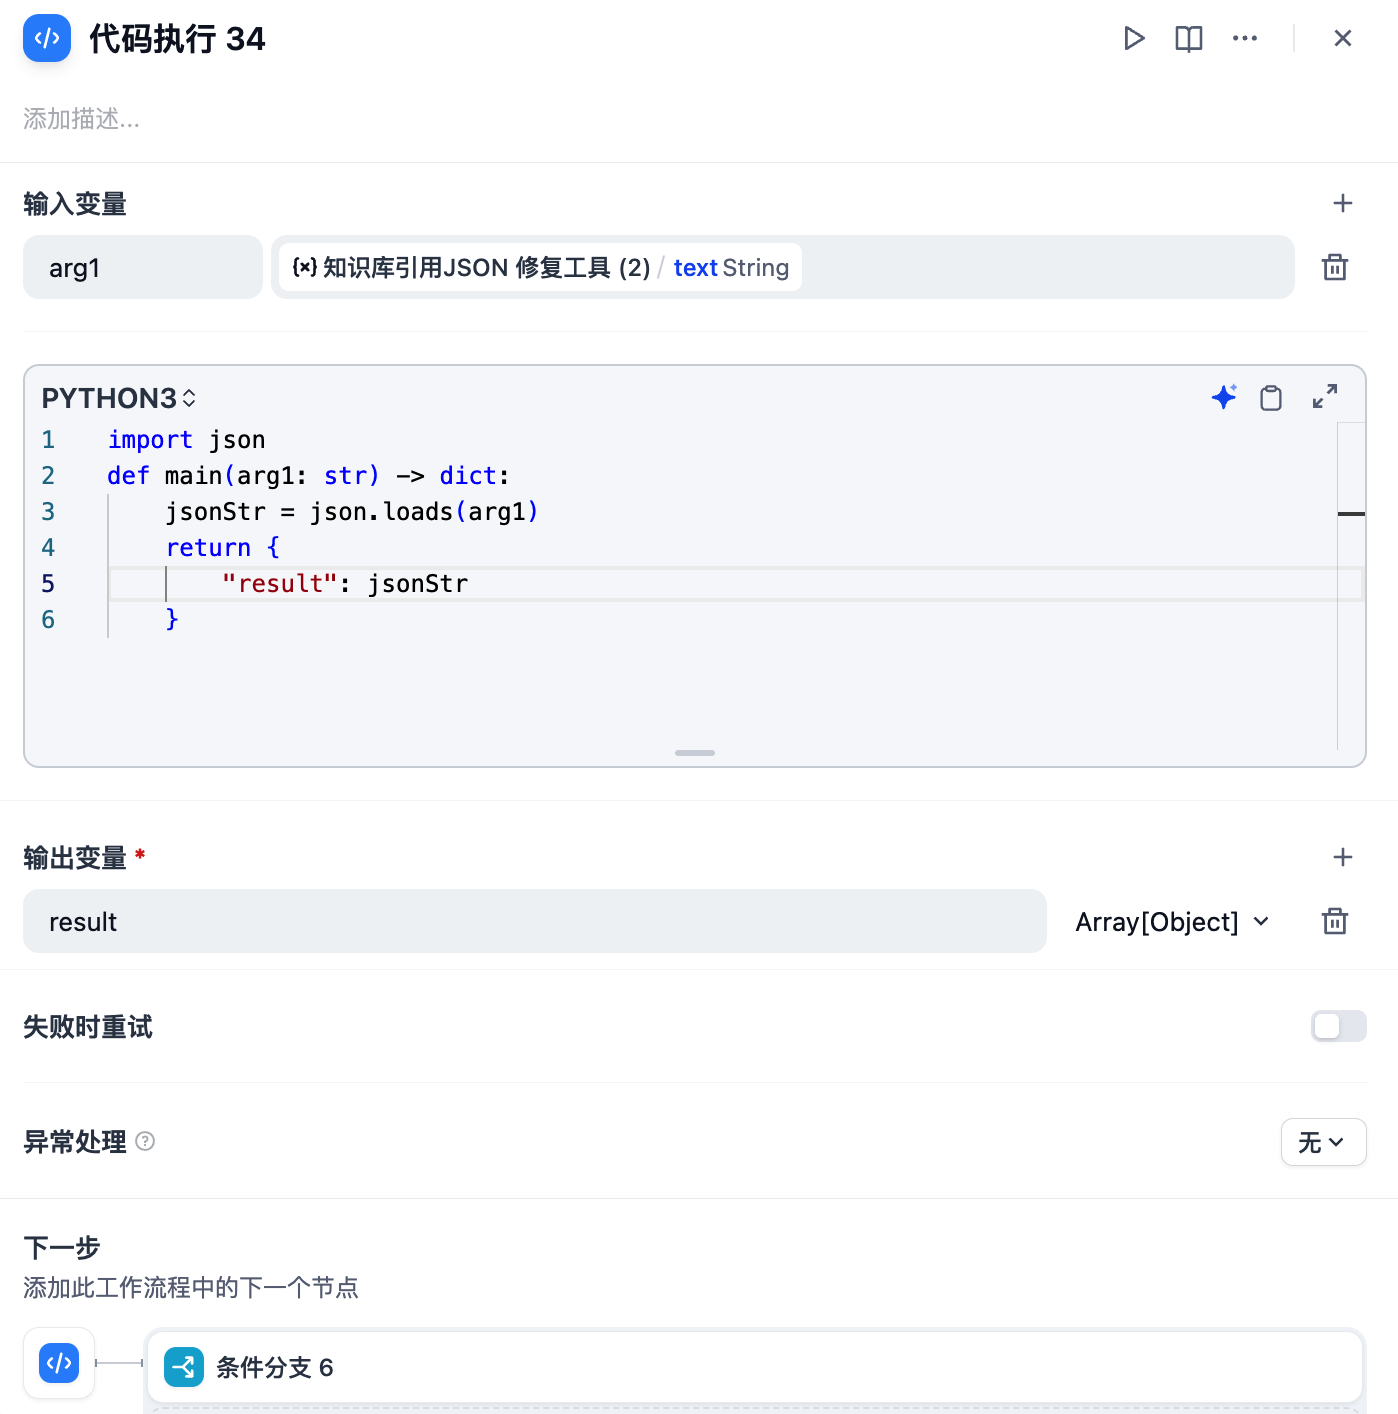 代码执行 34
添加描述...
输入变量
arg1
{x} 知识库引用JSON 修复工具 (2) / text String
PYTHON3
1 import json
2 def main(arg1: str) -> dict:
3 jsonStr = json.loads(arg1)
4 return {
5 "result": jsonStr
6 }
输出变量 *
result Array[Object]
失败时重试
异常处理 ?
无
下一步
添加此工作流程中的下一个节点
条件分支 6